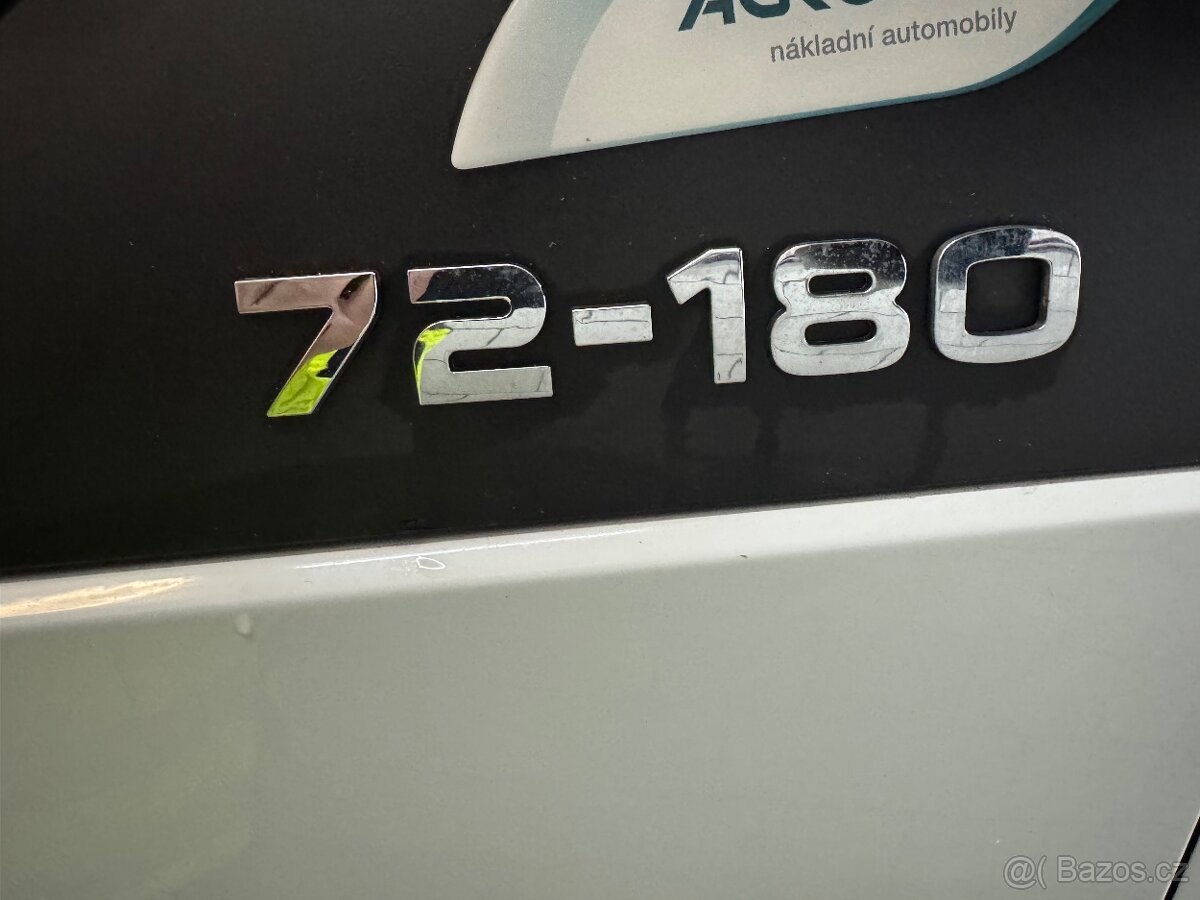 nákladní automobily
72-180
@( Bazos.cz